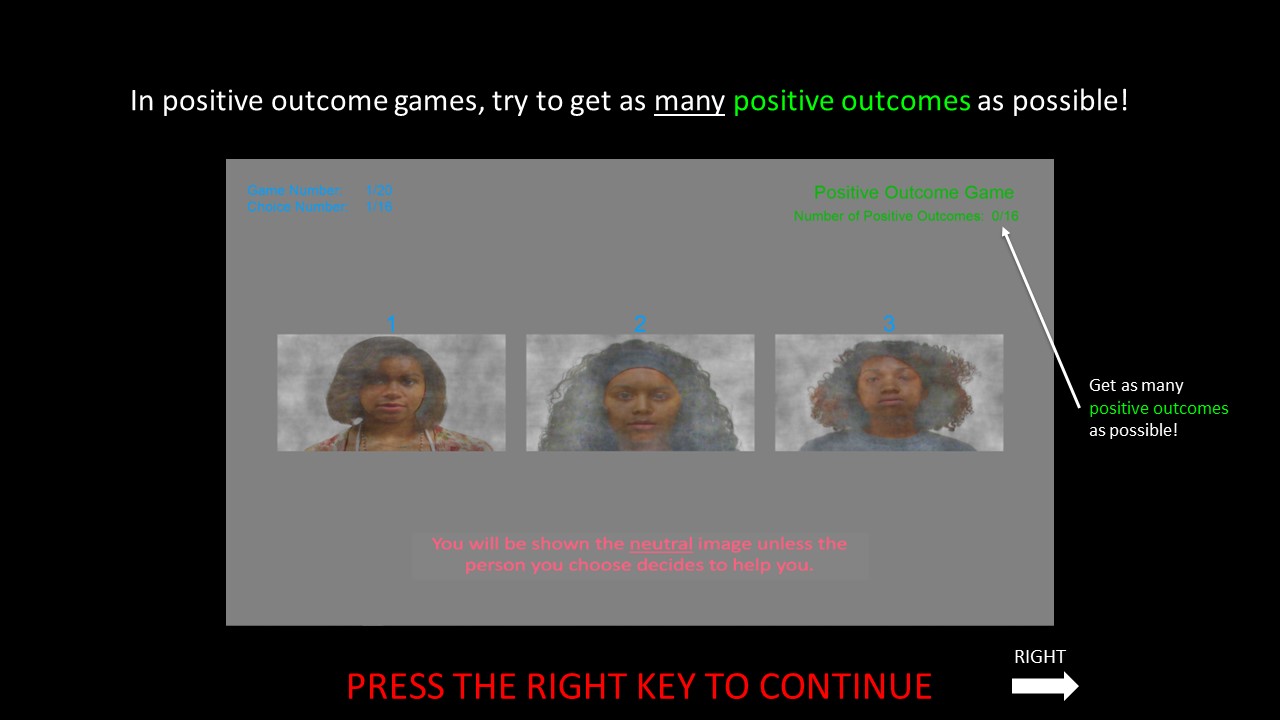 In positive outcome games, try to get as many positive outcomes as possible!
Game Number: 1/20
Choice Number: 1/16
Positive Outcome Game
Number of Positive Outcomes: 0/16
1
2
3
Get as many
positive outcomes
as possible!
You will be shown the neutral image unless the
person you choose decides to help you.
RIGHT
PRESS THE RIGHT KEY TO CONTINUE